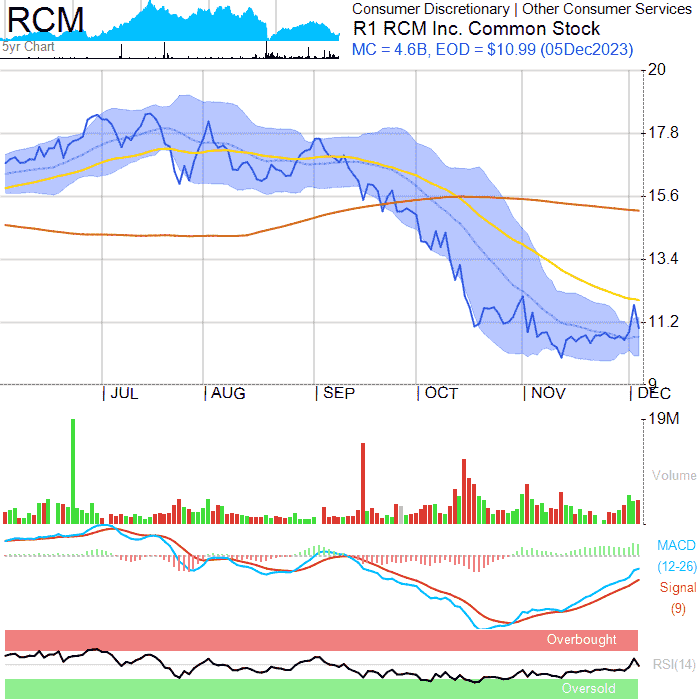 RCM
5yr Chart
Consumer Discretionary | Other Consumer Services
R1 RCM Inc. Common Stock
MC = 4.6B, EOD = $10.99 (05Dec2023)
20
17.8
15.6
13.4
11.2
9
JUL AUG SEP OCT NOV DEC
19M
Volume
MACD
(12-26)
Signal
(9)
Overbought
RSI(14)
Oversold